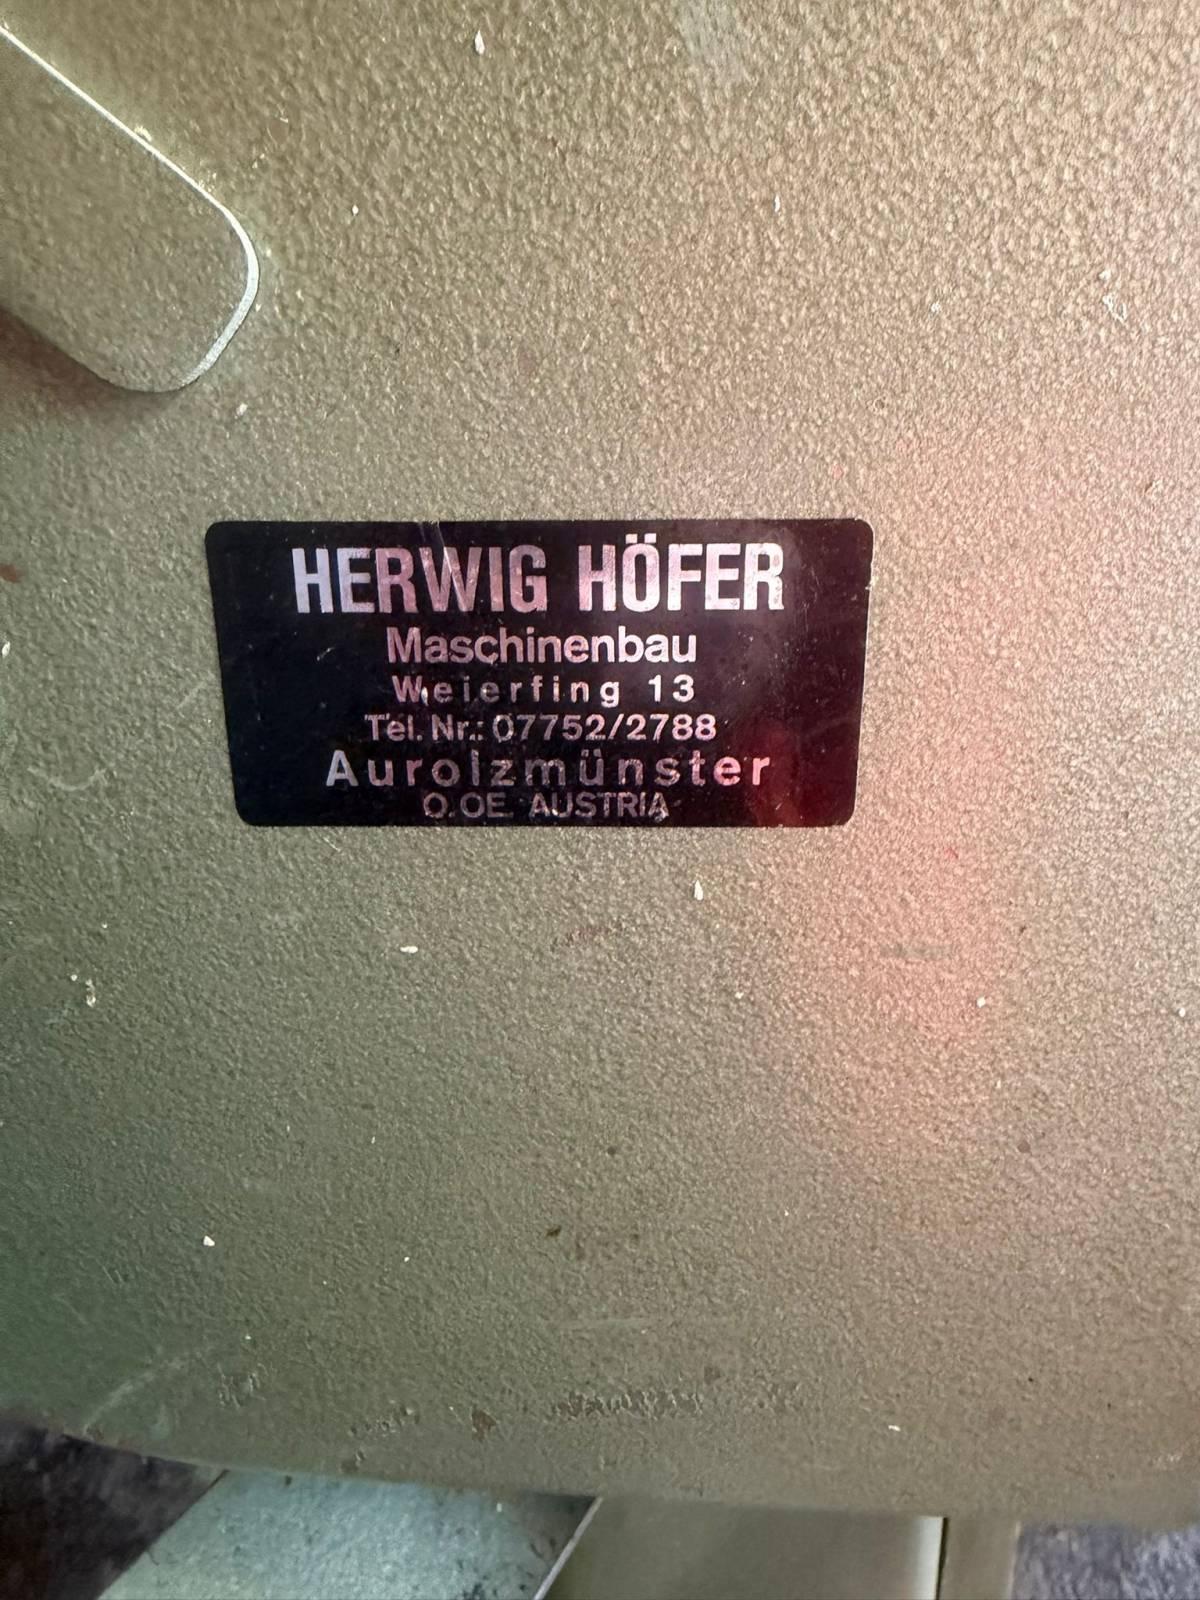 HERWIG HÖFER
Maschinenbau
Weierfing 13
Tel. Nr.: 07752/2788
Aurolzmünster
O.OE. AUSTRIA